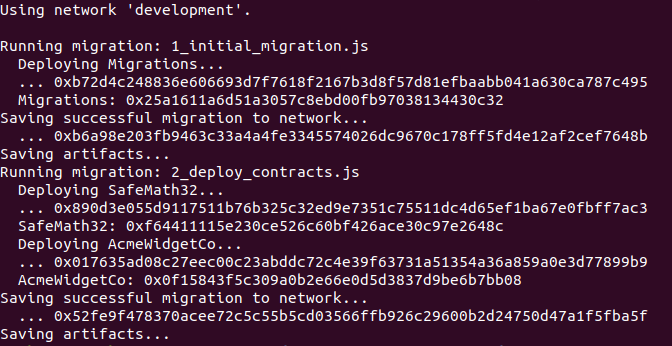 Using network 'development'.
Running migration: 1_initial_migration.js
Deploying Migrations...
... 0xb72d4c248836e606693d7f7618f2167b3d8f57d81efbaabb041a630ca787c495
Migrations: 0x25a1611a6d51a3057c8ebd00fb97038134430c32
Saving successful migration to network...
... 0xb6a98e203fb9463c33a4a4fe3345574026dc9670c178ff5fd4e12af2cef7648b
Saving artifacts...
Running migration: 2_deploy_contracts.js
Deploying SafeMath32...
... 0x890d3e055d9117511b76b325c32ed9e7351c75511dc4d65ef1ba67e0fbff7ac3
SafeMath32: 0xf64411115e230ce526c60bf426ace30c97e2648c
Deploying AcmeWidgetCo...
... 0x017635ad08c27eec00c23abddc72c4e39f63731a51354a36a859a0e3d77899b9
AcmeWidgetCo: 0x0f15843f5c309a0b2e66e0d5d3837d9be6b7bb08
Saving successful migration to network...
... 0x52fe9f478370acee72c5c55b5cd03566ffb926c29600b2d24750d47a1f5fba5f
Saving artifacts...